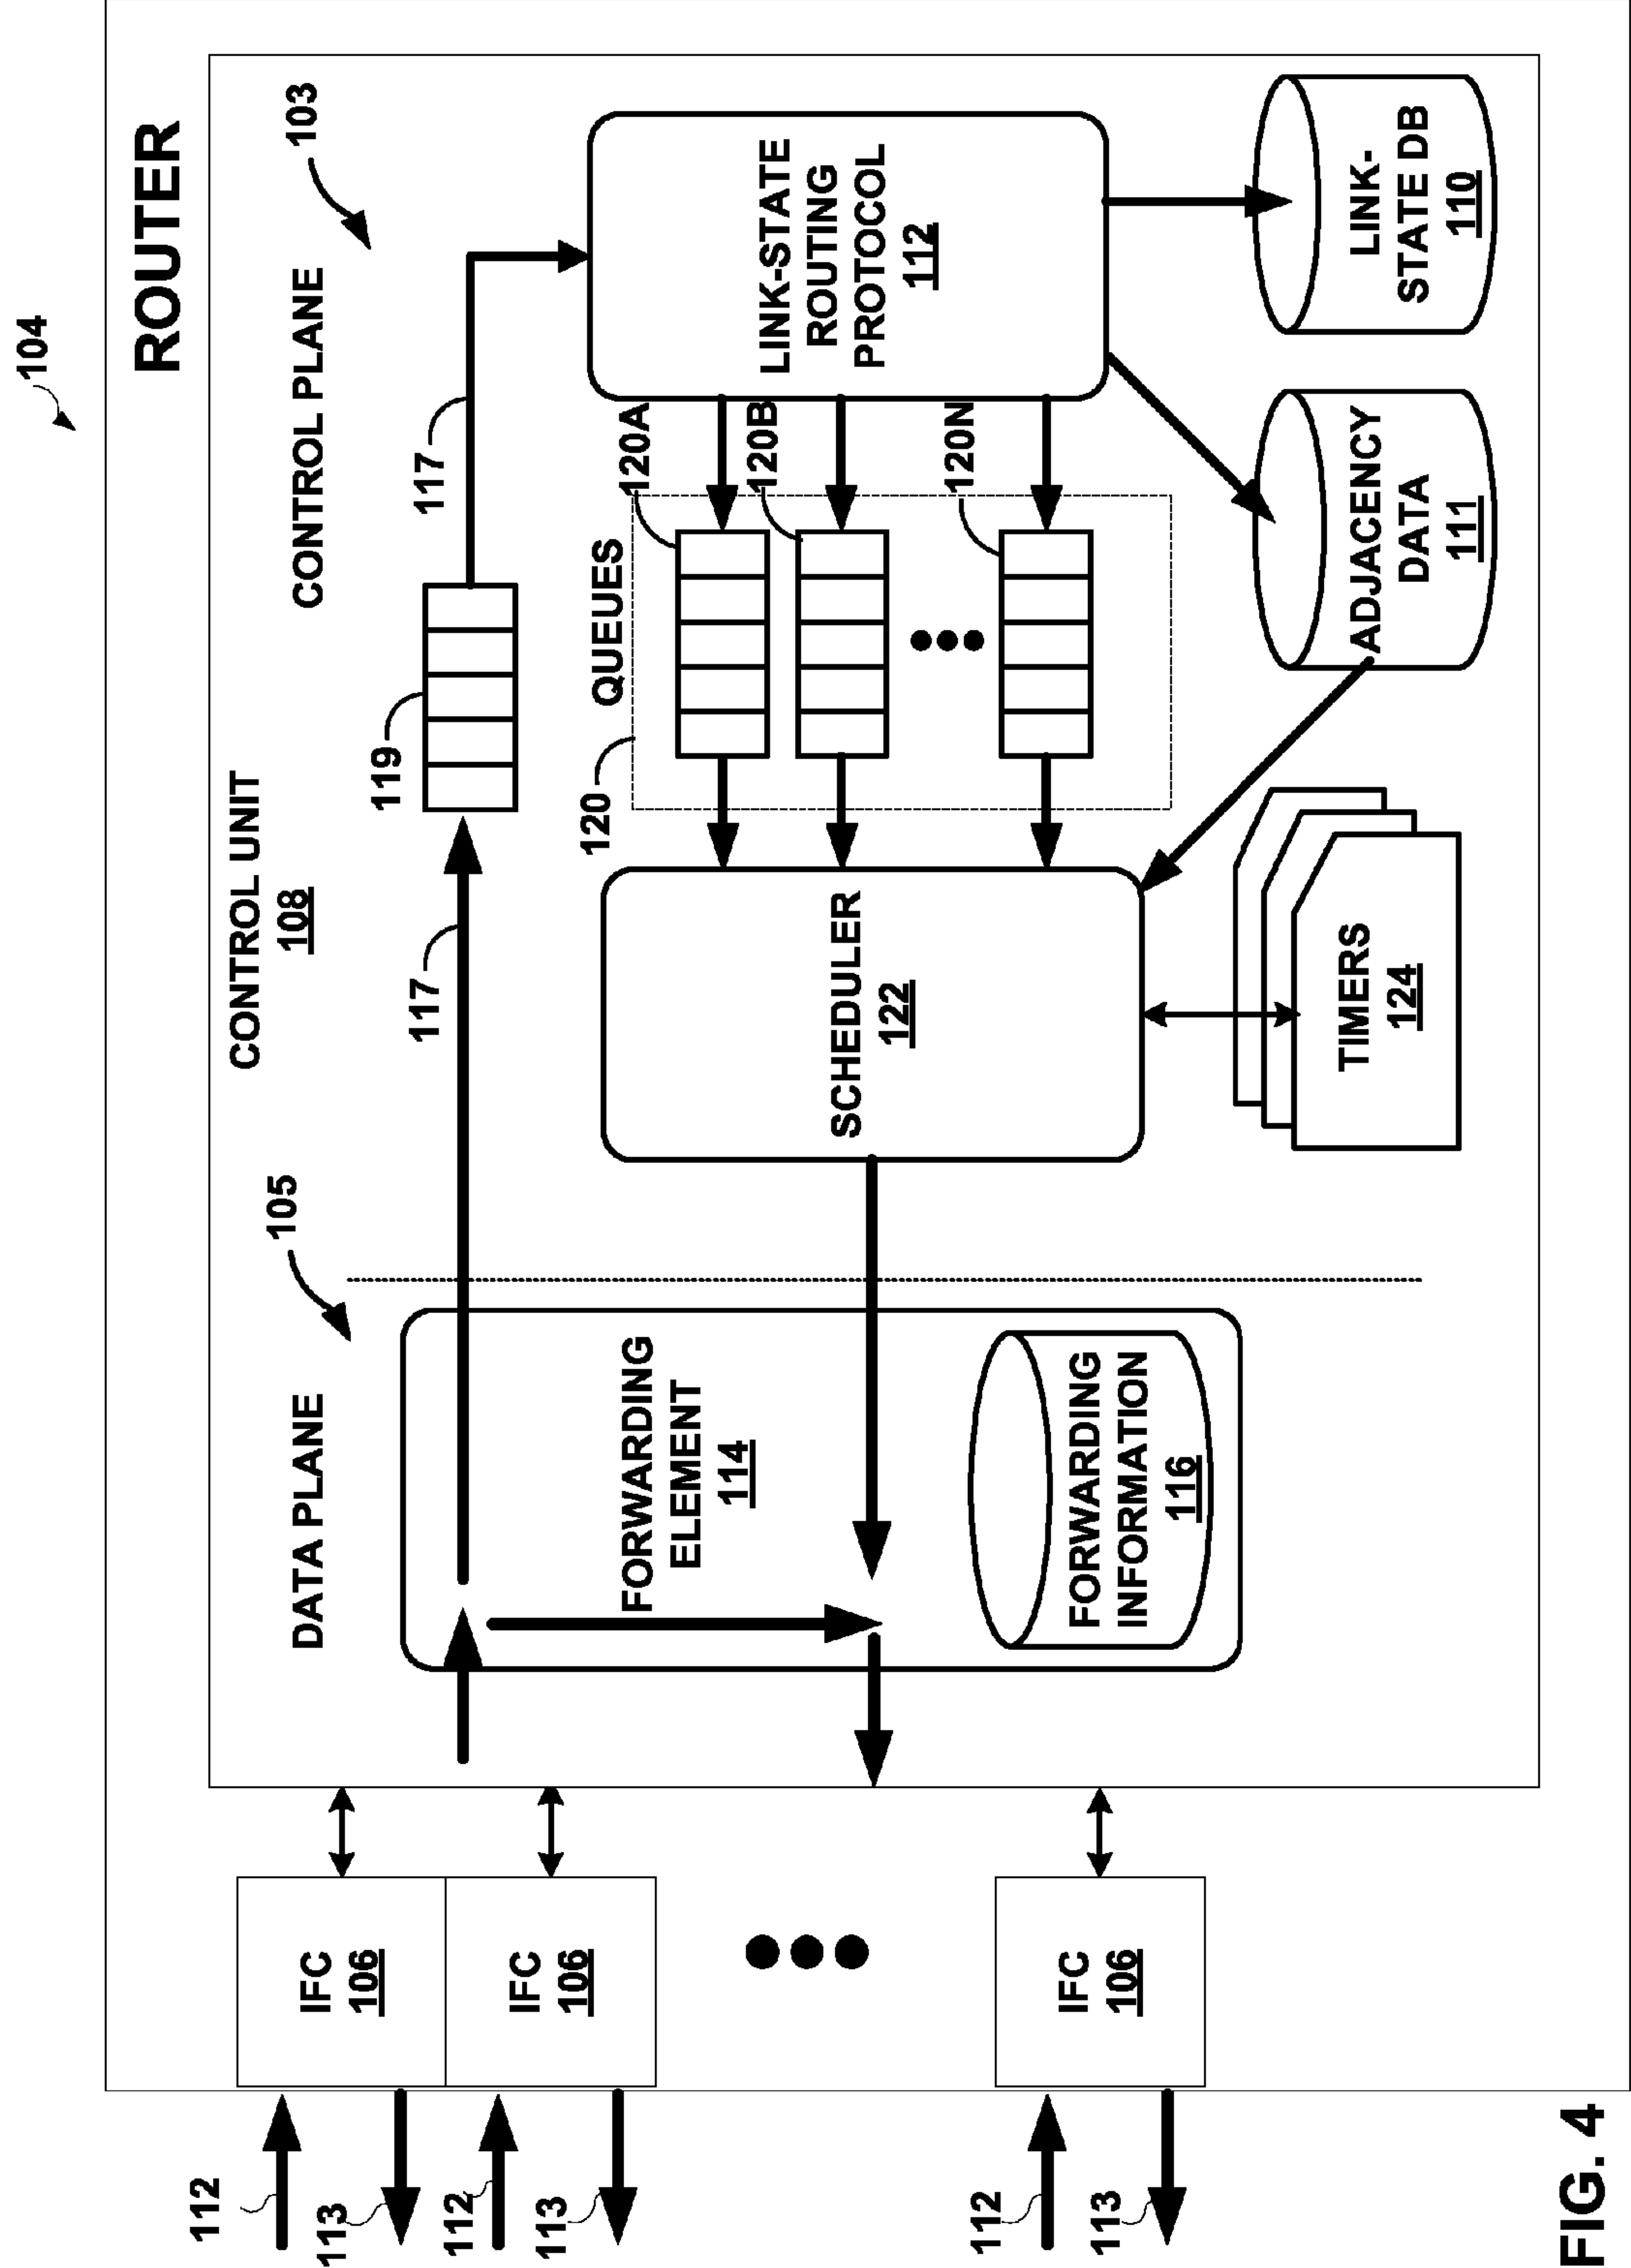 104
ROUTER
CONTROL UNIT
108
DATA PLANE
105
CONTROL PLANE
103
117
119
117
FORWARDING
ELEMENT
114
FORWARDING
INFORMATION
116
SCHEDULER
122
120
QUEUES
120A
120B
120N
LINK-STATE
ROUTING
PROTOCOL
112
TIMERS
124
ADJACENCY
DATA
111
LINK-
STATE DB
110
IFC
106
IFC
106
IFC
106
112
113
112
113
112
113
FIG. 4